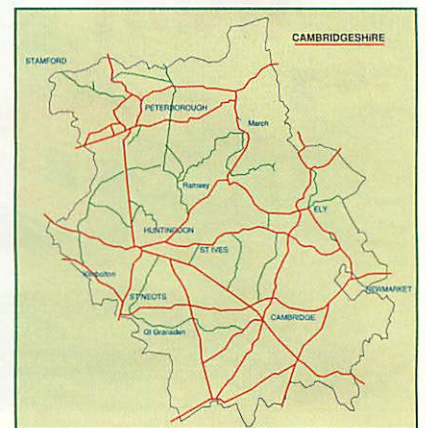 CAMBRIDGESHIRE
STAMFORD
PETERBOROUGH
March
Ramsey
ELY
HUNTINGDON
ST IVES
Kimbolton
NEWMARKET
ST NEOTS
CAMBRIDGE
Gt Gransden